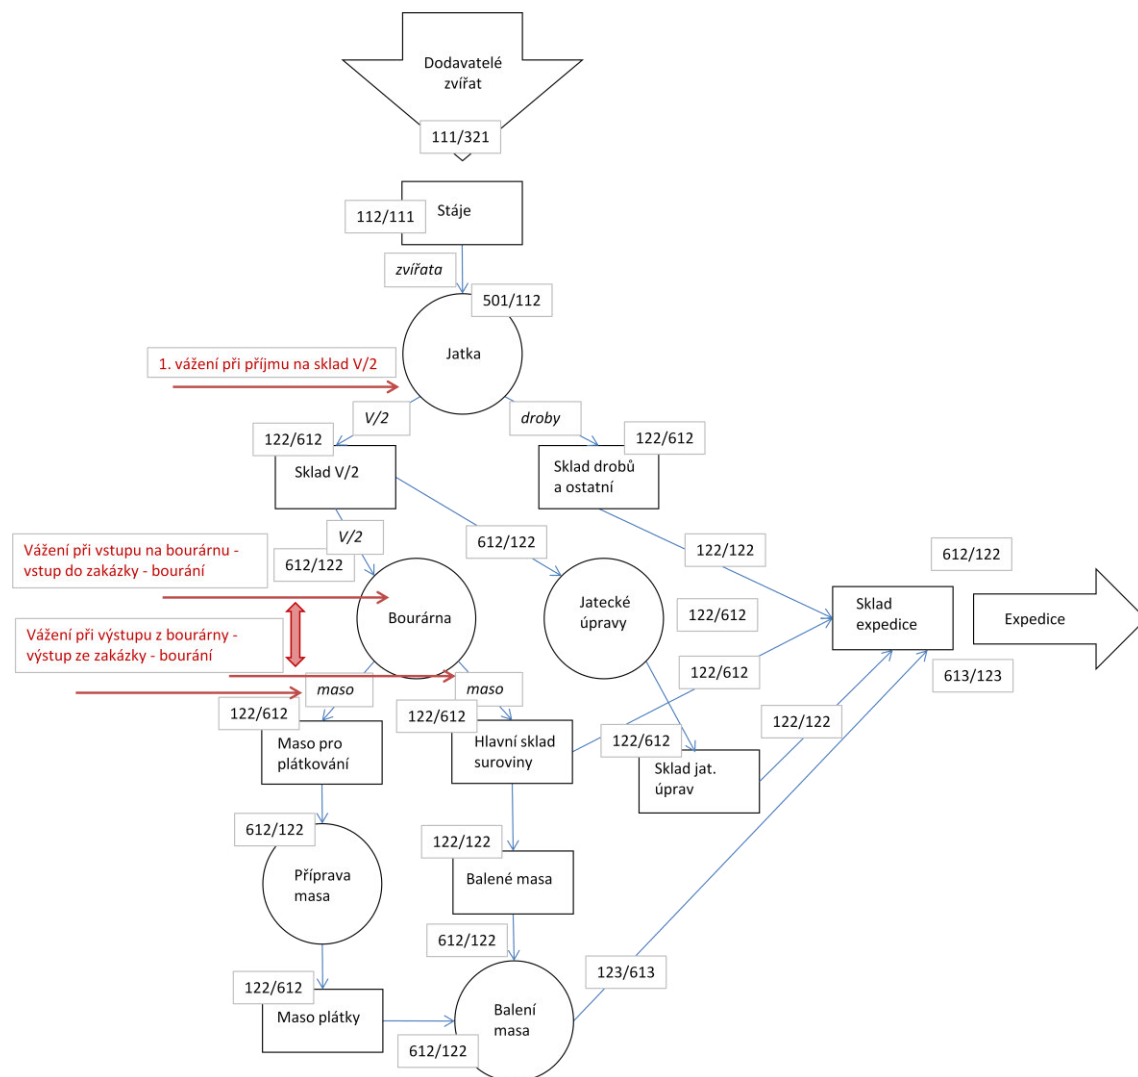 Dodavatelé
zvířat
111/321
Stáje
112/111
zvířata
501/112
Jatka
1. vážení při příjmu na sklad V/2
V/2
droby
122/612
122/612
Sklad V/2
Sklad drobů
a ostatní
V/2
612/122
122/122
612/122
Vážení při vstupu na bourárnu -
vstup do zakázky - bourání
612/122
Bourárna
Jatecké
úpravy
122/612
Sklad
expedice
Expedice
Vážení při výstupu z bourárny -
výstup ze zakázky - bourání
122/612
613/123
maso
maso
122/612
122/612
122/122
122/612
Maso pro
plátkování
Hlavní sklad
suroviny
Sklad jat.
úprav
612/122
122/122
Příprava
masa
Balené masa
612/122
123/613
122/612
Maso plátky
Balení
masa
612/122